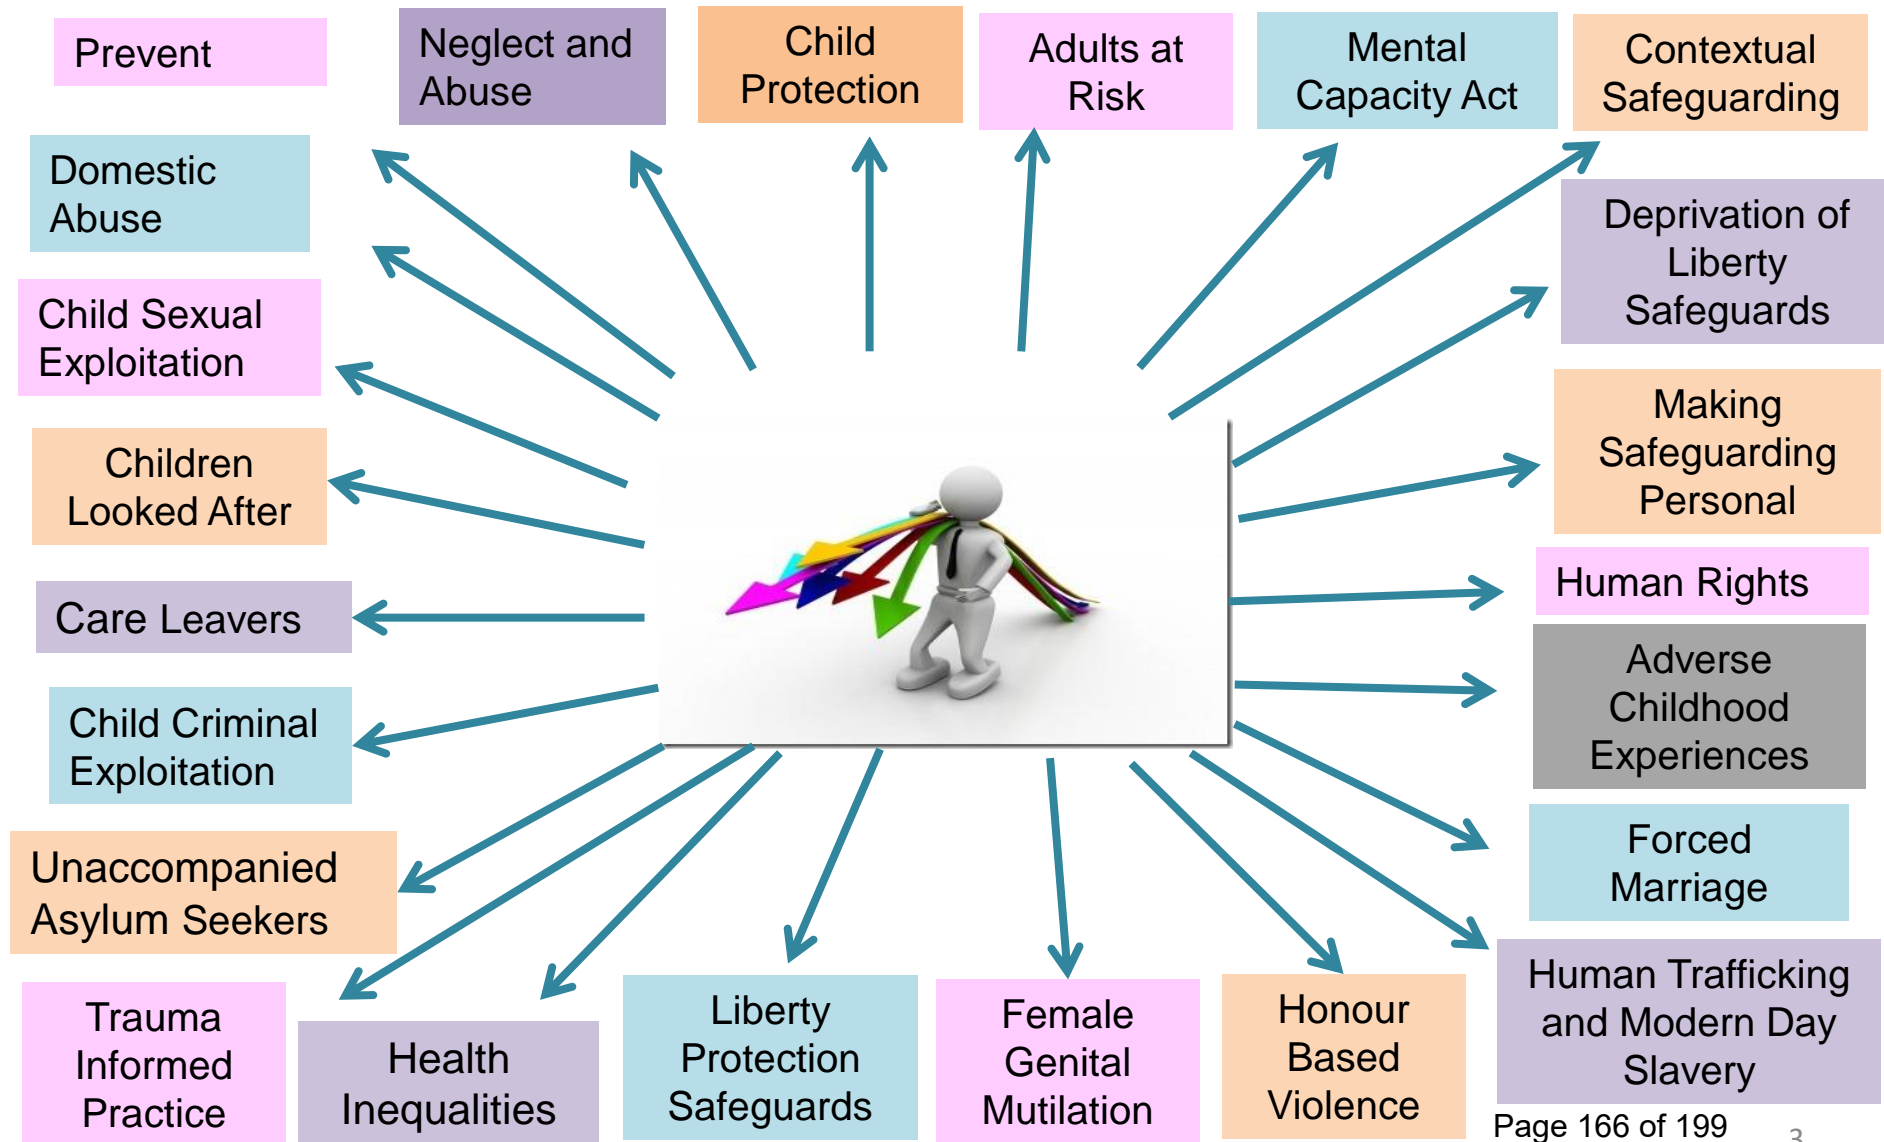 Prevent
Neglect and
Abuse
Child
Protection
Adults at
Risk
Mental
Capacity Act
Contextual
Safeguarding
Domestic
Abuse
Deprivation of
Liberty
Safeguards
Child Sexual
Exploitation
Making
Safeguarding
Personal
Children
Looked After
Human Rights
Care Leavers
Adverse
Childhood
Experiences
Child Criminal
Exploitation
Forced
Marriage
Unaccompanied
Asylum Seekers
Human Trafficking
and Modern Day
Slavery
Trauma
Informed
Practice
Health
Inequalities
Liberty
Protection
Safeguards
Female
Genital
Mutilation
Honour
Based
Violence
Page 166 of 199
3